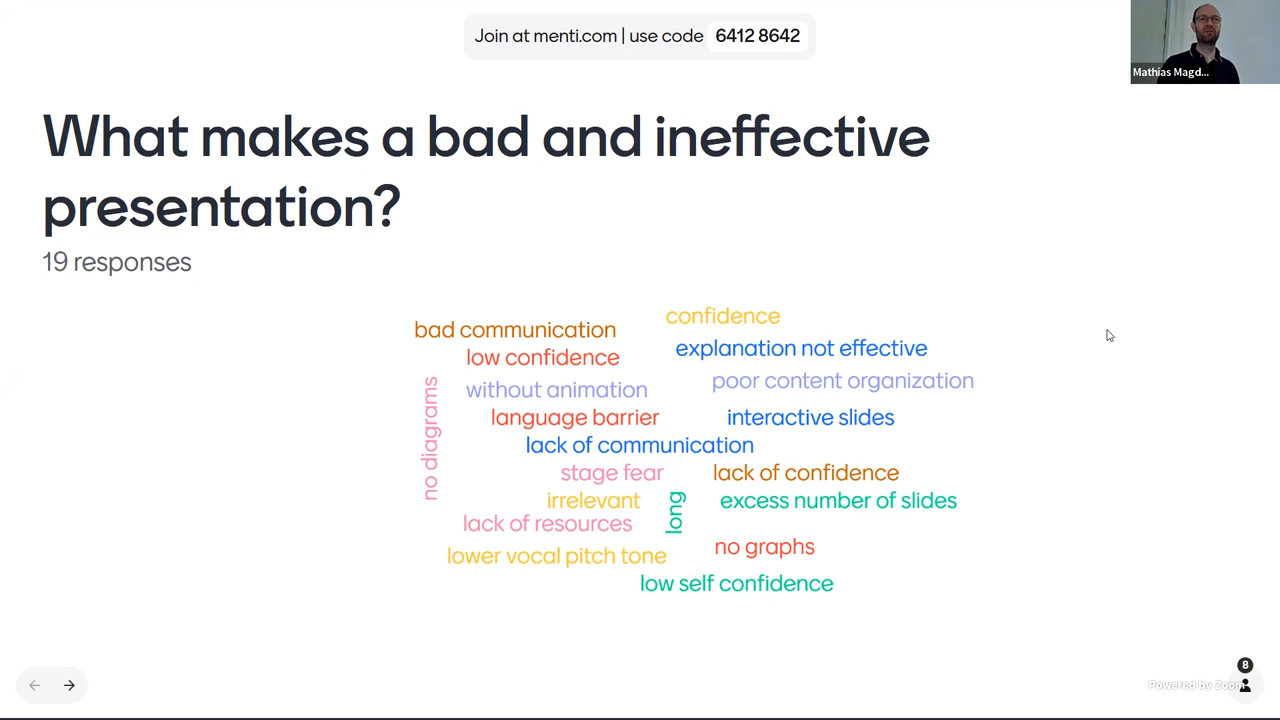 Join at menti.com | use code 6412 8642
Mathias Magd...
What makes a bad and ineffective
presentation?
19 responses
confidence
bad communication
explanation not effective
low confidence
poor content organization
without animation
no diagrams
language barrier
interactive slides
lack of communication
stage fear
lack of confidence
irrelevant
long
excess number of slides
lack of resources
no graphs
lower vocal pitch tone
low self confidence
8
Powered by Zoom